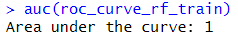 > auc(roc_curve_rf_train)
Area under the curve: 1